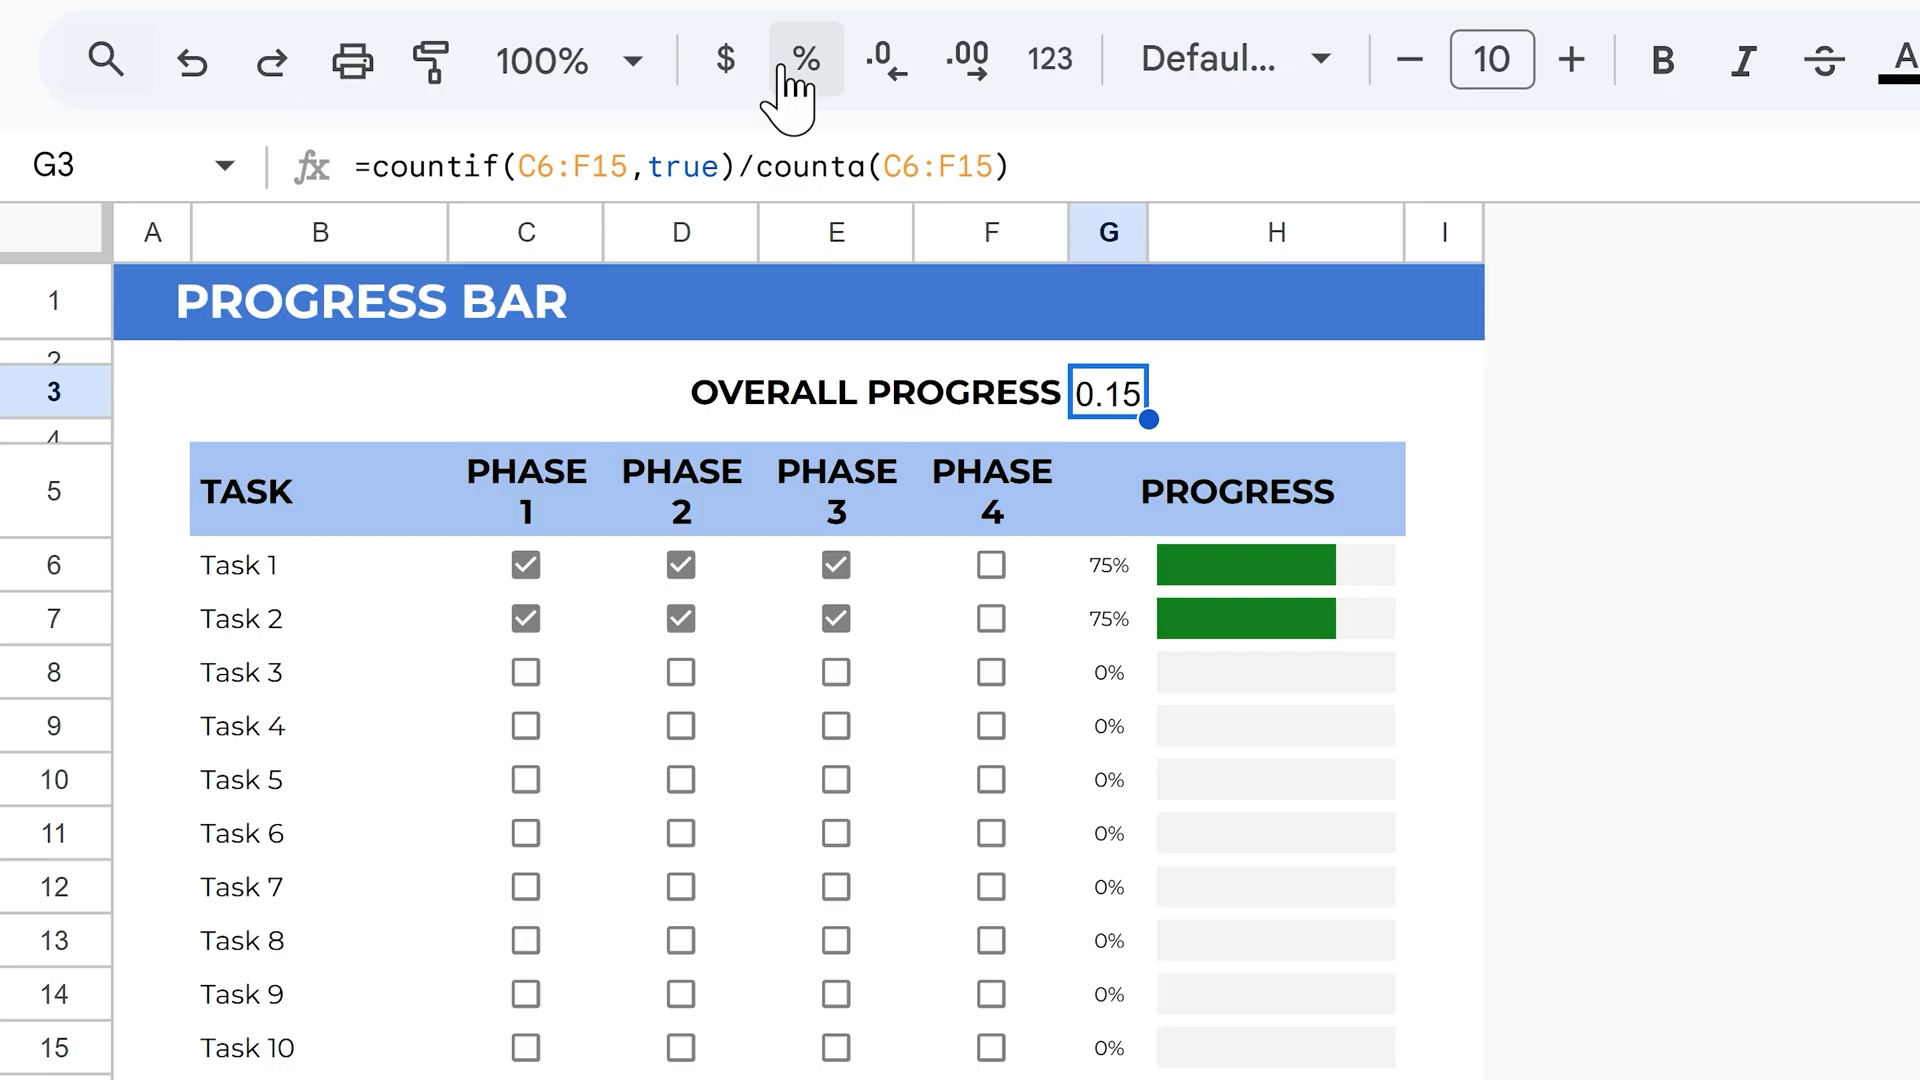 100% $ % .0 .00 123 Defaul... − 10 + B I S A
G3 fx =countif(C6:F15,true)/counta(C6:F15)
A B C D E F G H I
1 PROGRESS BAR
2
3 OVERALL PROGRESS 0.15
4
5 TASK PHASE 1 PHASE 2 PHASE 3 PHASE 4 PROGRESS
6 Task 1 75%
7 Task 2 75%
8 Task 3 0%
9 Task 4 0%
10 Task 5 0%
11 Task 6 0%
12 Task 7 0%
13 Task 8 0%
14 Task 9 0%
15 Task 10 0%